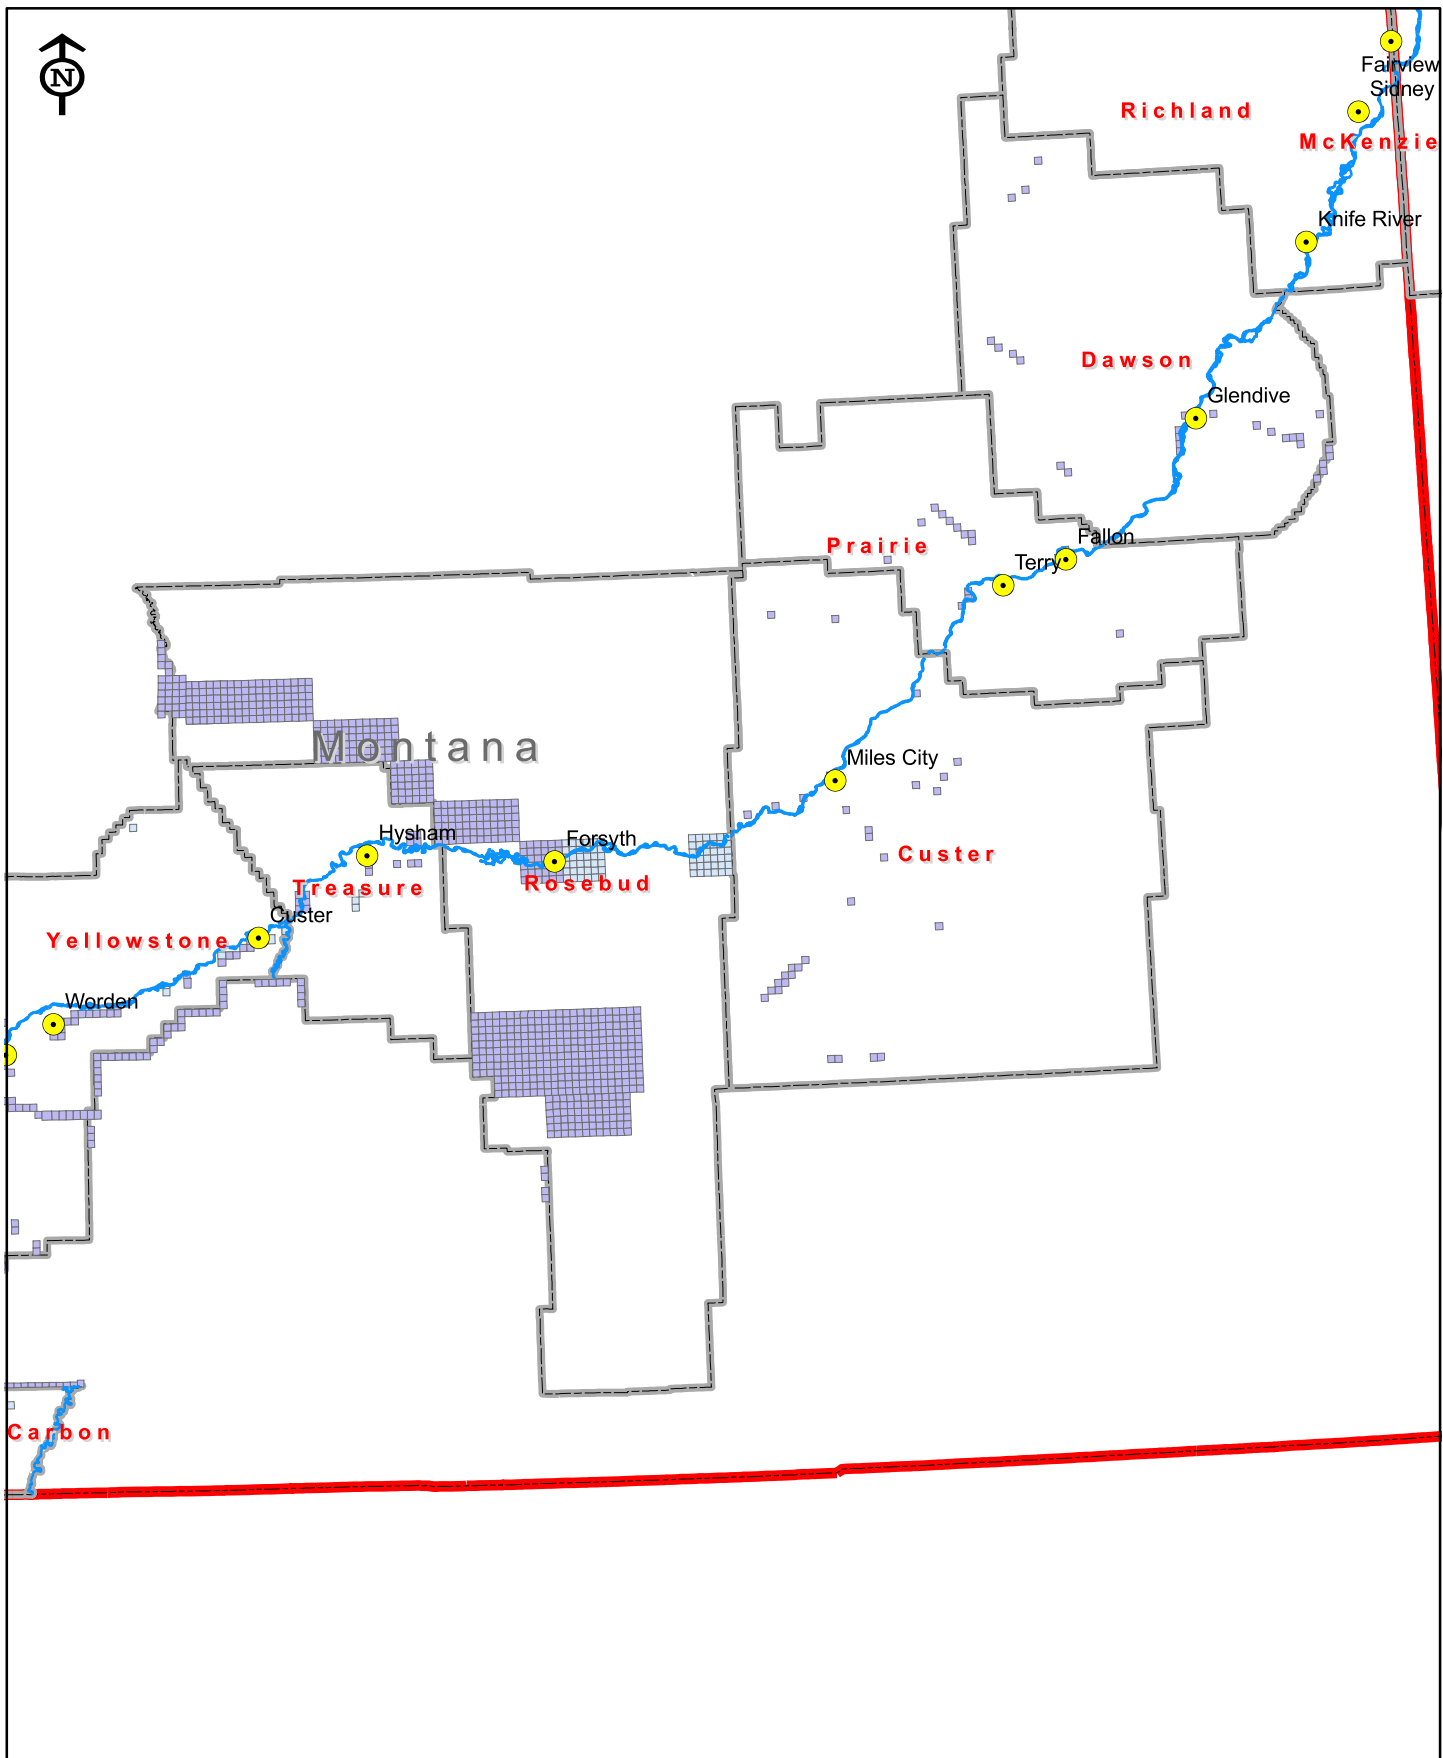 N
Fairview
Sidney
Richland
McKenzie
Knife River
Dawson
Glendive
Fallon
Prairie
Terry
Montana
Miles City
Hysham
Forsyth
Custer
Rosebud
Treasure
Custer
Yellowstone
Worden
Carbon